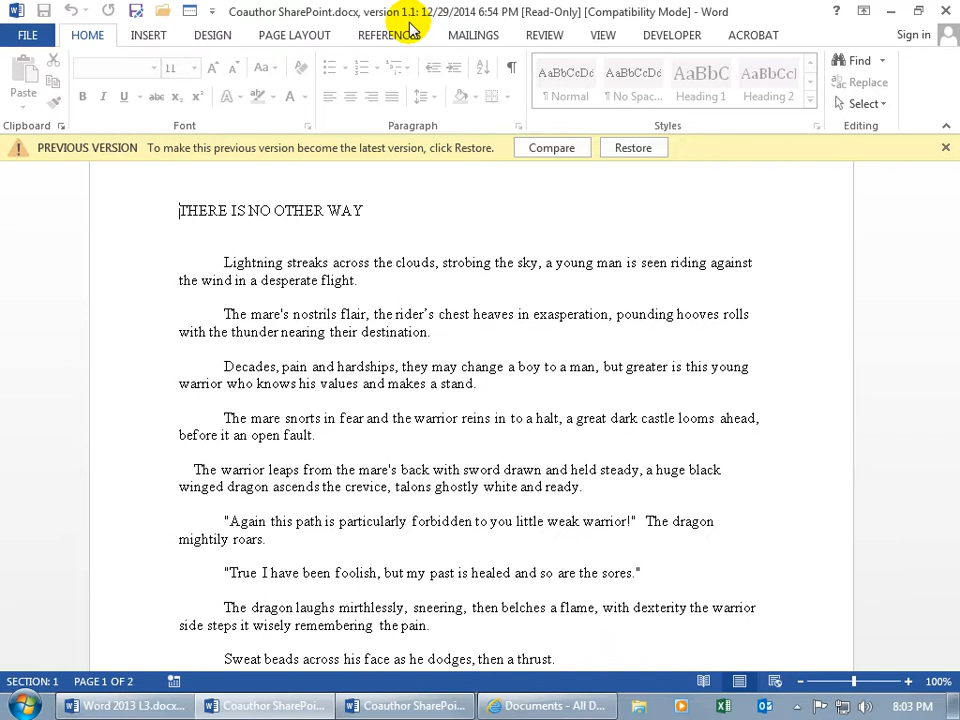 Coauthor SharePoint.docx, version 1.1: 12/29/2014 6:54 PM [Read-Only] [Compatibility Mode] - Word
FILE HOME INSERT DESIGN PAGE LAYOUT REFERENCES MAILINGS REVIEW VIEW DEVELOPER ACROBAT Sign in
Paste 11 Aa B I U abc x₂ x² A A AaBbCcDc AaBbCcDc AaBbC AaBbCcl Find
¶ Normal ¶ No Spac... Heading 1 Heading 2 Replace
Select
Clipboard Font Paragraph Styles Editing
PREVIOUS VERSION To make this previous version become the latest version, click Restore. Compare Restore
THERE IS NO OTHER WAY
Lightning streaks across the clouds, strobing the sky, a young man is seen riding against
the wind in a desperate flight.
The mare's nostrils flair, the rider's chest heaves in exasperation, pounding hooves rolls
with the thunder nearing their destination.
Decades, pain and hardships, they may change a boy to a man, but greater is this young
warrior who knows his values and makes a stand.
The mare snorts in fear and the warrior reins in to a halt, a great dark castle looms ahead,
before it an open fault.
The warrior leaps from the mare's back with sword drawn and held steady, a huge black
winged dragon ascends the crevice, talons ghostly white and ready.
"Again this path is particularly forbidden to you little weak warrior!" The dragon
mightily roars.
"True I have been foolish, but my past is healed and so are the sores."
The dragon laughs mirthlessly, sneering, then belches a flame, with dexterity the warrior
side steps it wisely remembering the pain.
Sweat beads across his face as he dodges, then a thrust.
SECTION: 1 PAGE 1 OF 2 100%
Word 2013 L3.docx... Coauthor SharePoi... Coauthor SharePoi... Documents - All D... 8:03 PM